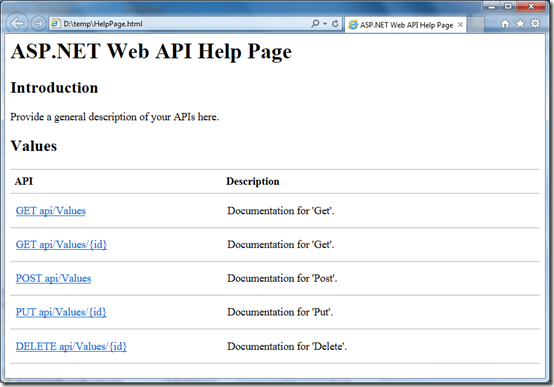 D:\temp\HelpPage.html
ASP.NET Web API Help Page
ASP.NET Web API Help Page
Introduction
Provide a general description of your APIs here.
Values
API Description
GET api/Values Documentation for 'Get'.
GET api/Values/{id} Documentation for 'Get'.
POST api/Values Documentation for 'Post'.
PUT api/Values/{id} Documentation for 'Put'.
DELETE api/Values/{id} Documentation for 'Delete'.